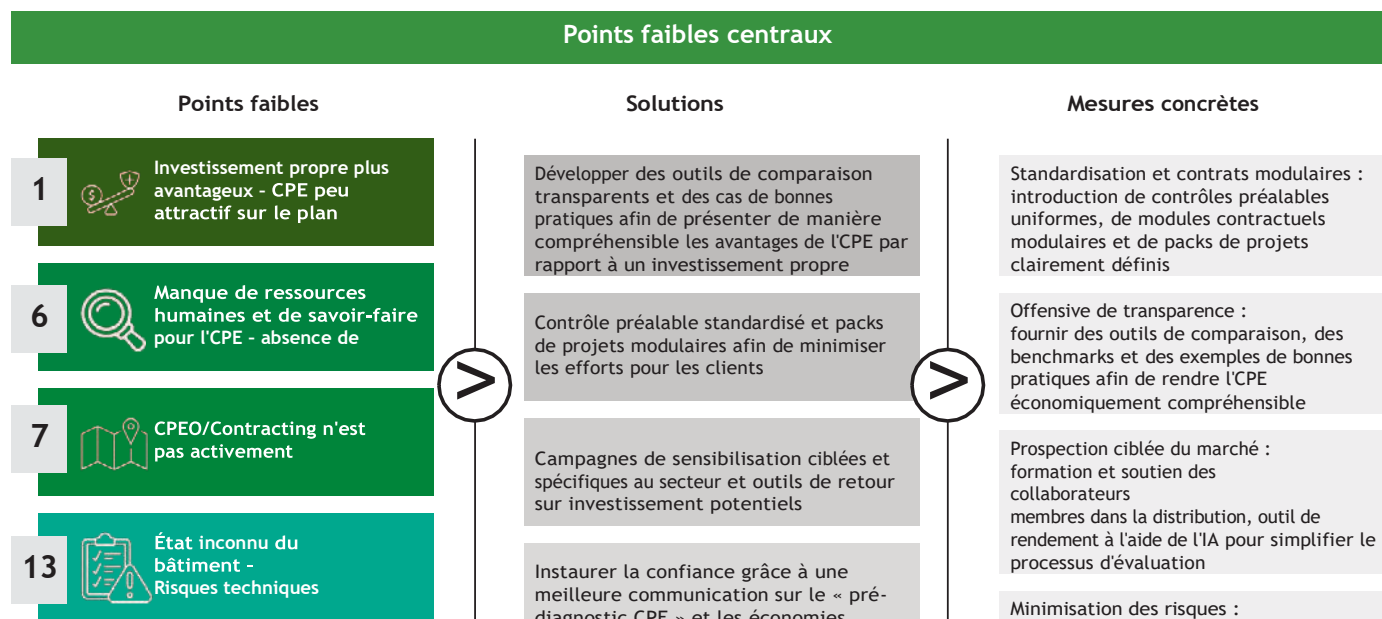 Points faibles centraux
Points faibles
Solutions
Mesures concrètes
1
Investissement propre plus
avantageux - CPE peu
attractif sur le plan
6
Manque de ressources
humaines et de savoir-faire
pour l'CPE - absence de
7
CPEO/Contracting n'est
pas activement
13
État inconnu du
bâtiment -
Risques techniques
>
Développer des outils de comparaison
transparents et des cas de bonnes
pratiques afin de présenter de manière
compréhensible les avantages de l'CPE par
rapport à un investissement propre
Contrôle préalable standardisé et packs
de projets modulaires afin de minimiser
les efforts pour les clients
Campagnes de sensibilisation ciblées et
spécifiques au secteur et outils de retour
sur investissement potentiels
Instaurer la confiance grâce à une
meilleure communication sur le « pré-
diagnostic CPE » et les économies
>
Standardisation et contrats modulaires :
introduction de contrôles préalables
uniformes, de modules contractuels
modulaires et de packs de projets
clairement définis
Offensive de transparence :
fournir des outils de comparaison, des
benchmarks et des exemples de bonnes
pratiques afin de rendre l'CPE
économiquement compréhensible
Prospection ciblée du marché :
formation et soutien des
collaborateurs
membres dans la distribution, outil de
rendement à l'aide de l'IA pour simplifier le
processus d'évaluation
Minimisation des risques :